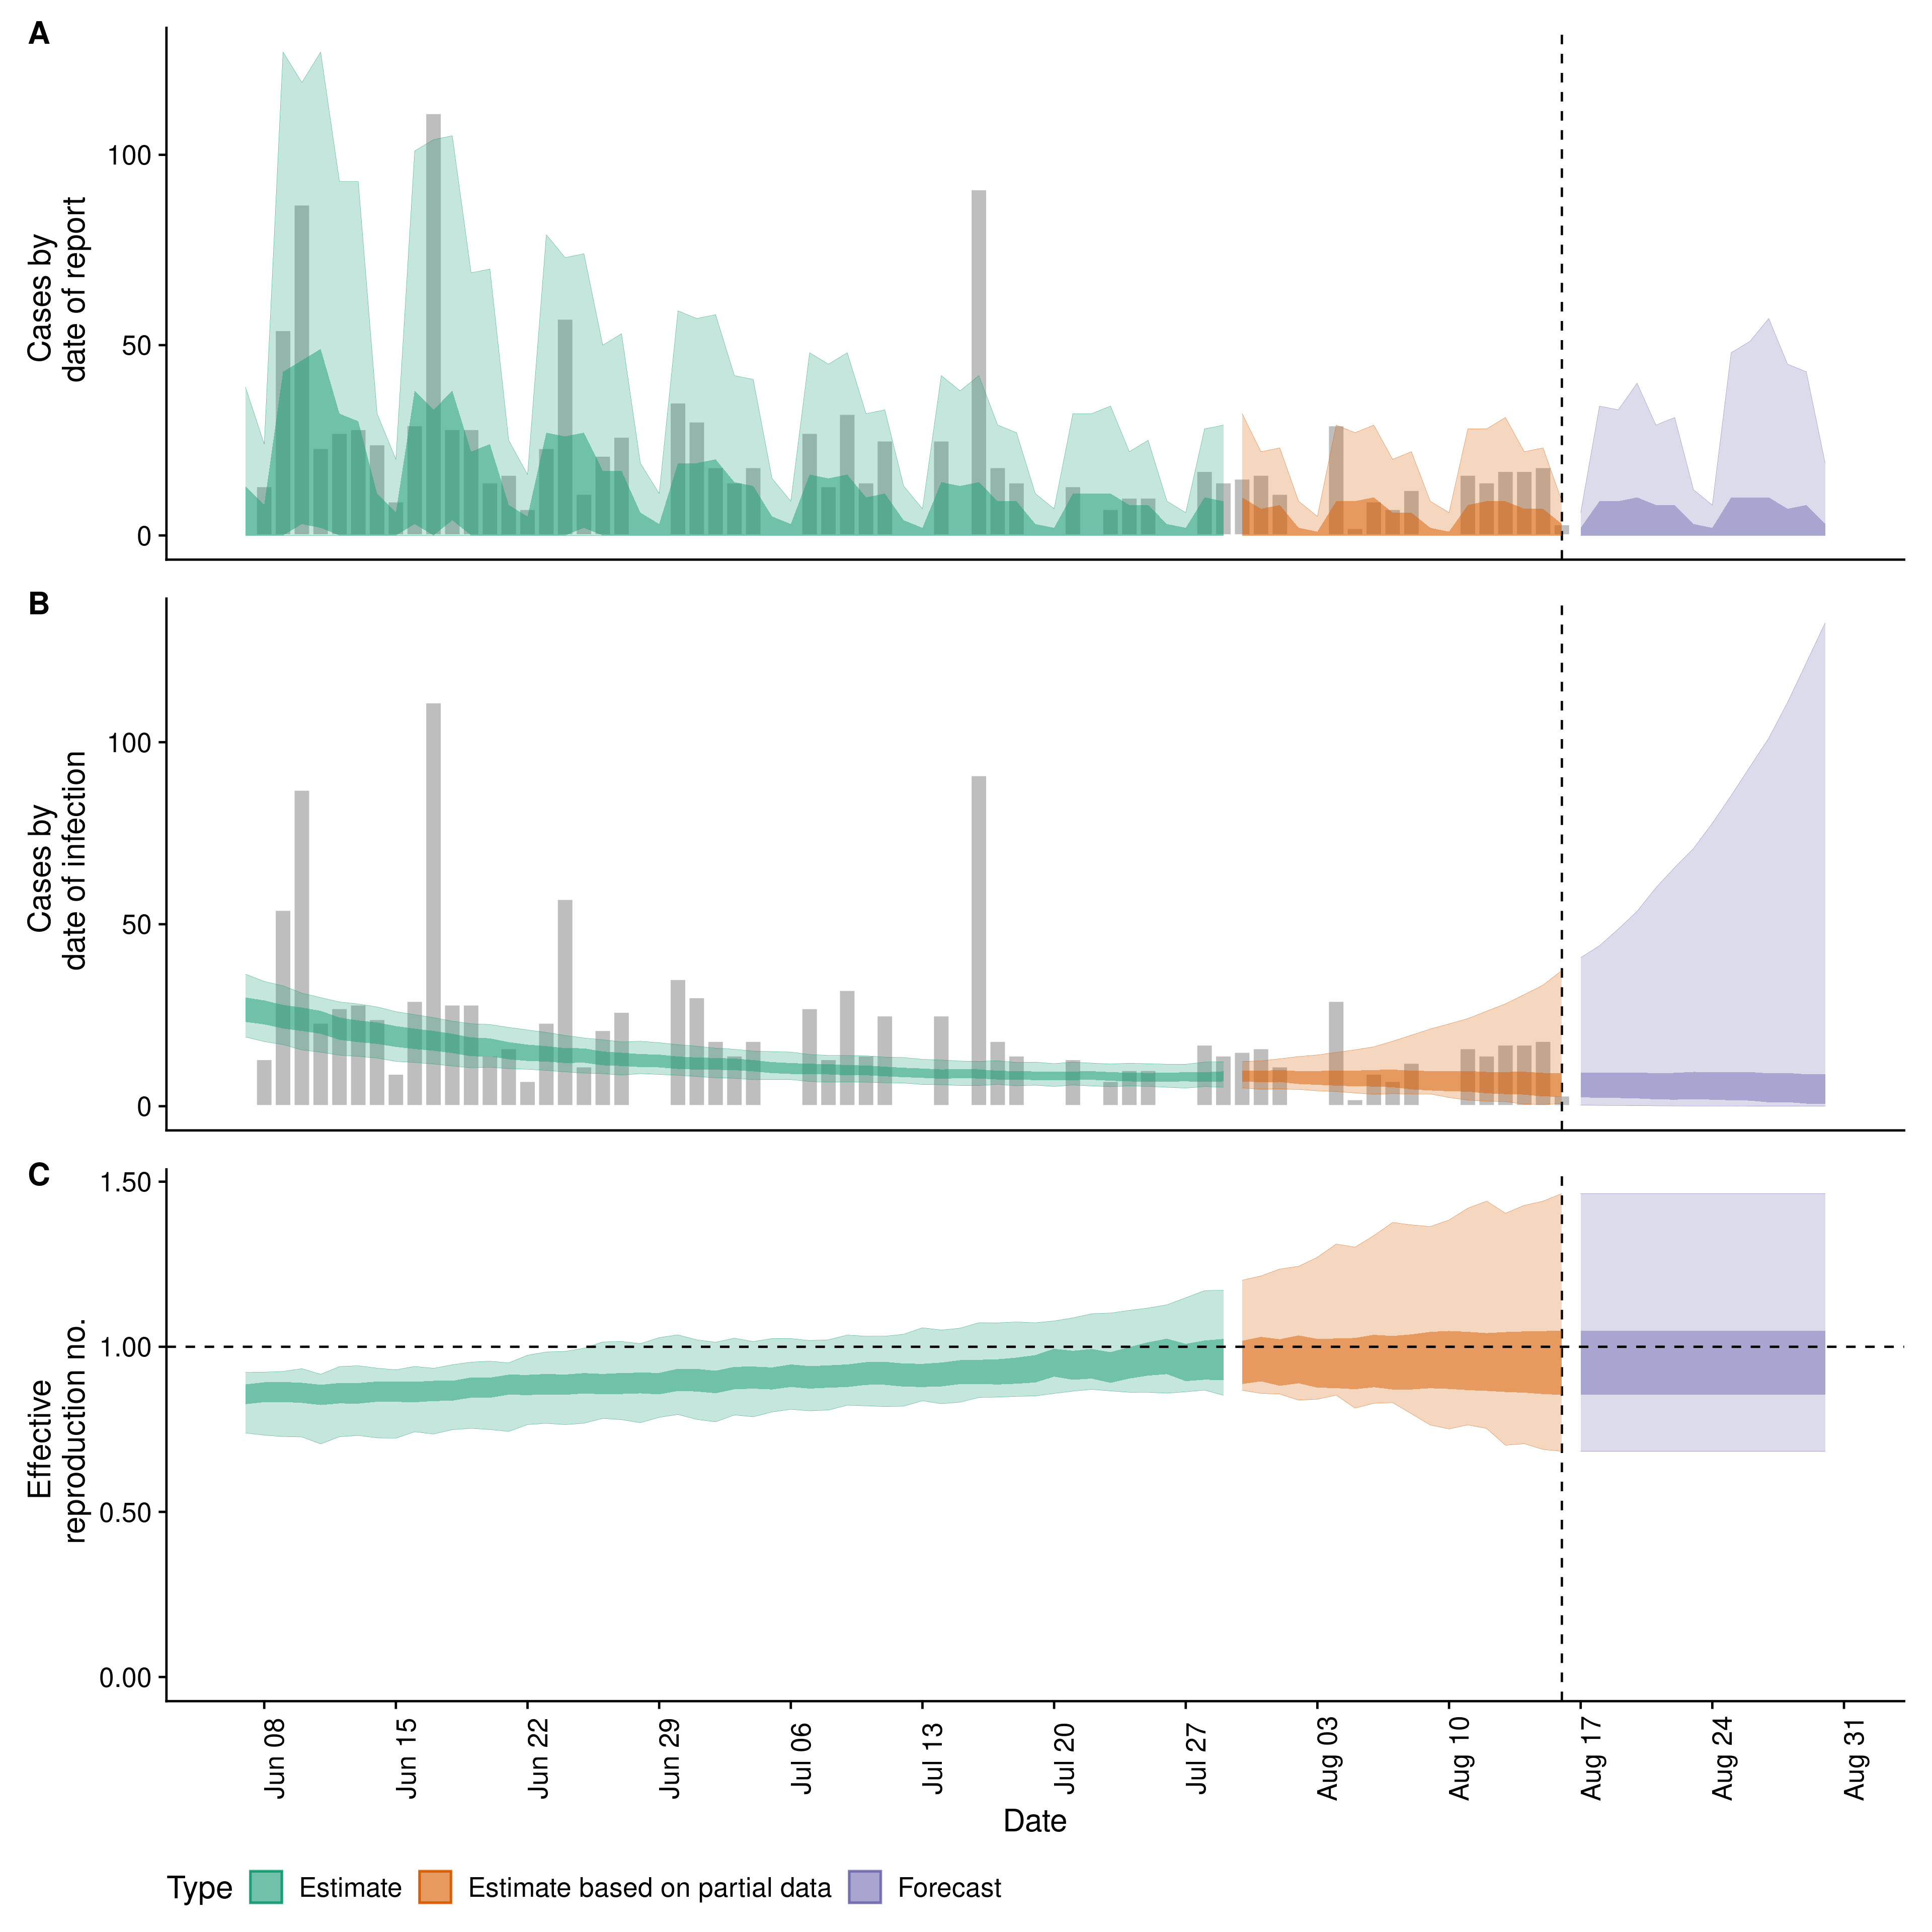 A
Cases by
date of report
100
50
0
B
Cases by
date of infection
100
50
0
C
Effective
reproduction no.
1.50
1.00
0.50
0.00
Jun 08
Jun 15
Jun 22
Jun 29
Jul 06
Jul 13
Jul 20
Jul 27
Aug 03
Aug 10
Aug 17
Aug 24
Aug 31
Date
Type Estimate Estimate based on partial data Forecast